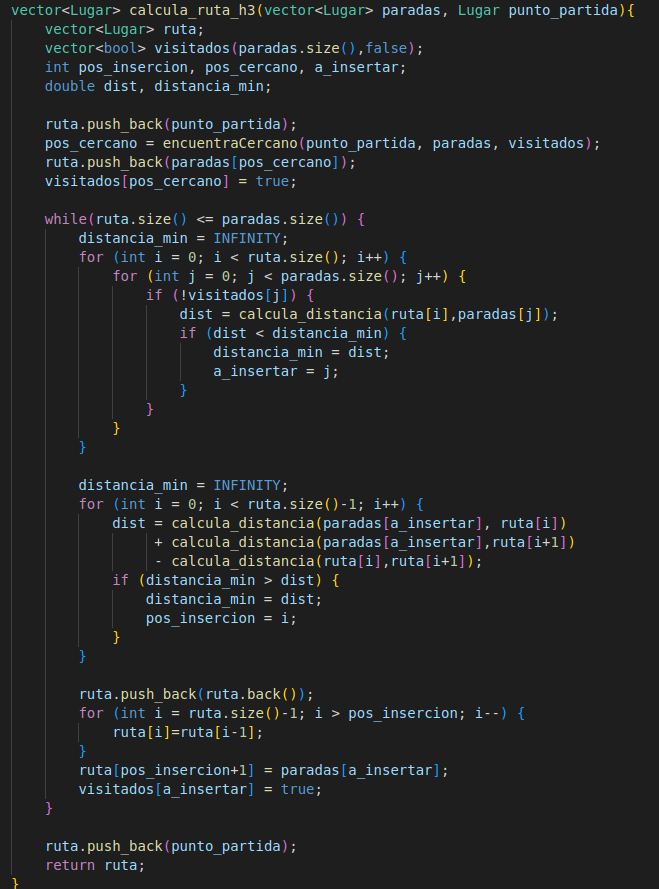 vector<Lugar> calcula_ruta_h3(vector<Lugar> paradas, Lugar punto_partida){
    vector<Lugar> ruta;
    vector<bool> visitados(paradas.size(),false);
    int pos_insercion, pos_cercano, a_insertar;
    double dist, distancia_min;

    ruta.push_back(punto_partida);
    pos_cercano = encuentraCercano(punto_partida, paradas, visitados);
    ruta.push_back(paradas[pos_cercano]);
    visitados[pos_cercano] = true;

    while(ruta.size() <= paradas.size()) {
        distancia_min = INFINITY;
        for (int i = 0; i < ruta.size(); i++) {
            for (int j = 0; j < paradas.size(); j++) {
                if (!visitados[j]) {
                    dist = calcula_distancia(ruta[i],paradas[j]);
                    if (dist < distancia_min) {
                        distancia_min = dist;
                        a_insertar = j;
                    }
                }
            }
        }

        distancia_min = INFINITY;
        for (int i = 0; i < ruta.size()-1; i++) {
            dist = calcula_distancia(paradas[a_insertar], ruta[i])
                 + calcula_distancia(paradas[a_insertar],ruta[i+1])
                 - calcula_distancia(ruta[i],ruta[i+1]);
            if (distancia_min > dist) {
                distancia_min = dist;
                pos_insercion = i;
            }
        }

        ruta.push_back(ruta.back());
        for (int i = ruta.size()-1; i > pos_insercion; i--) {
            ruta[i]=ruta[i-1];
        }
        ruta[pos_insercion+1] = paradas[a_insertar];
        visitados[a_insertar] = true;
    }

    ruta.push_back(punto_partida);
    return ruta;
}